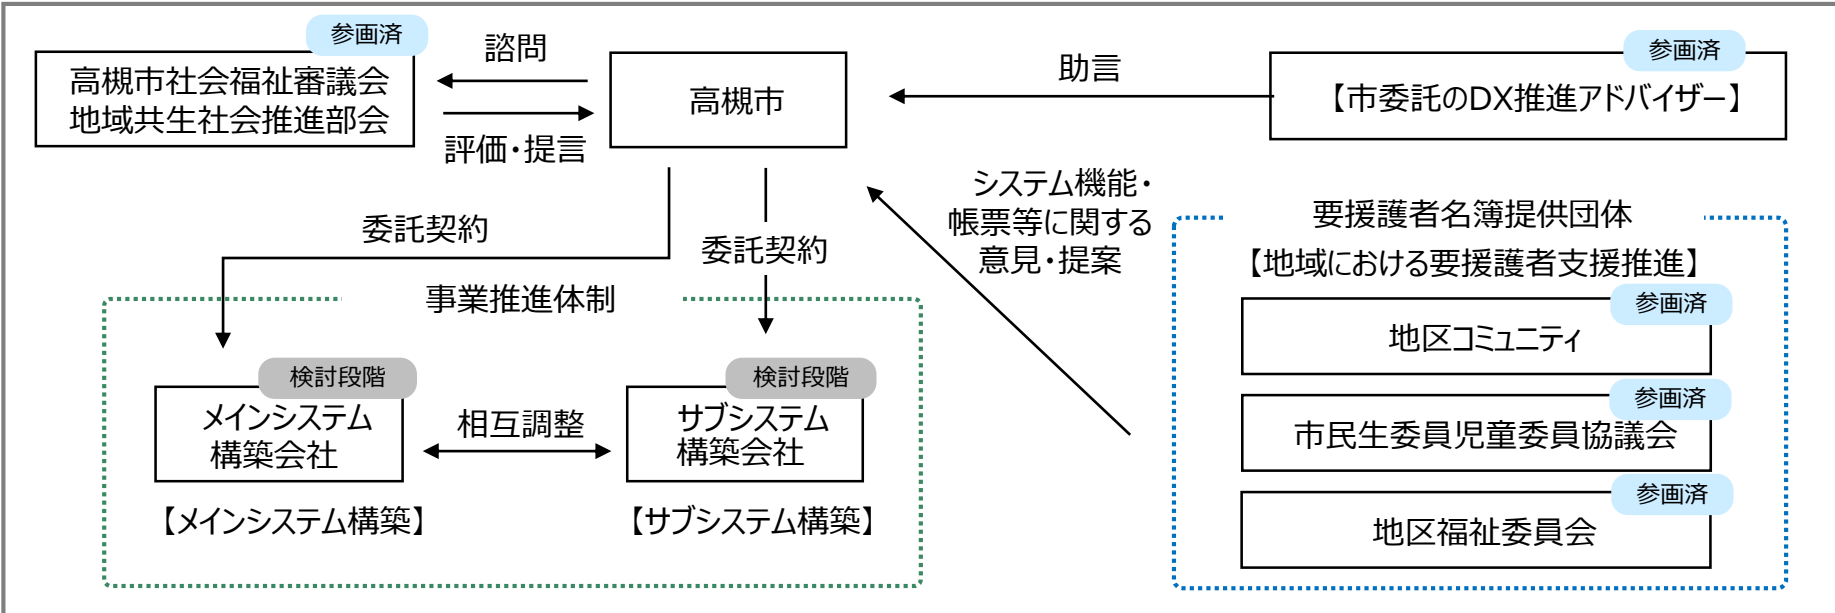 参画済
高槻市社会福祉審議会
地域共生社会推進部会
諮問
評価・提言
高槻市
助言
参画済
【市委託のDX推進アドバイザー】
委託契約
委託契約
システム機能・
帳票等に関する
意見・提案
事業推進体制
検討段階
メインシステム
構築会社
相互調整
検討段階
サブシステム
構築会社
【メインシステム構築】
【サブシステム構築】
要援護者名簿提供団体
【地域における要援護者支援推進】
参画済
地区コミュニティ
参画済
市民生委員児童委員協議会
参画済
地区福祉委員会